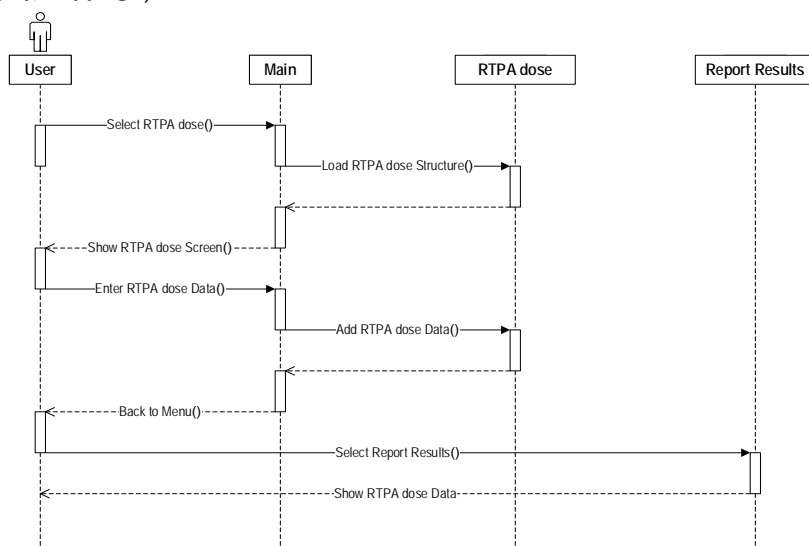 User
Main
RTPA dose
Report Results
Select RTPA dose()
Load RTPA dose Structure()
Show RTPA dose Screen()
Enter RTPA dose Data()
Add RTPA dose Data()
Back to Menu()
Select Report Results()
Show RTPA dose Data